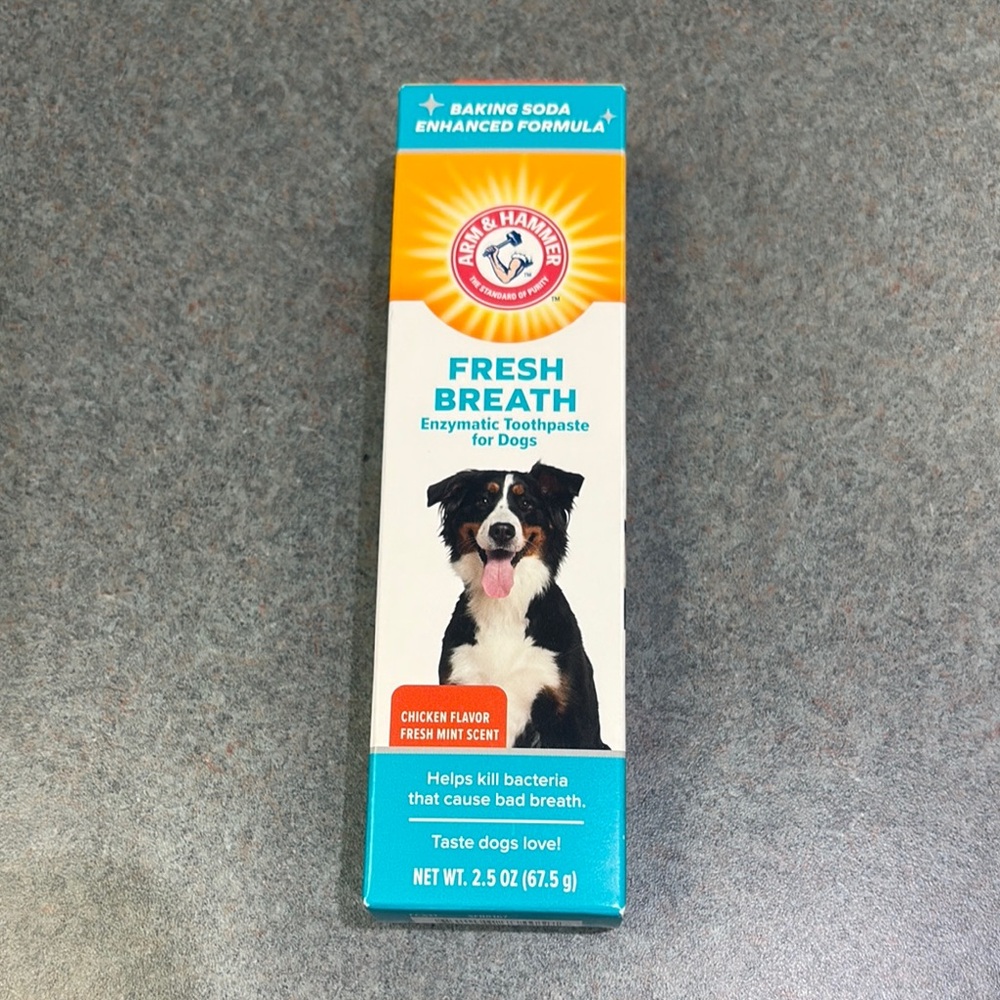 BAKING SODA
ENHANCED FORMULA
ARM & HAMMER
™
THE STANDARD OF PURITY
™
FRESH
BREATH
Enzymatic Toothpaste
for Dogs
CHICKEN FLAVOR
FRESH MINT SCENT
Helps kill bacteria
that cause bad breath.
Taste dogs love!
NET WT. 2.5 OZ (67.5 g)